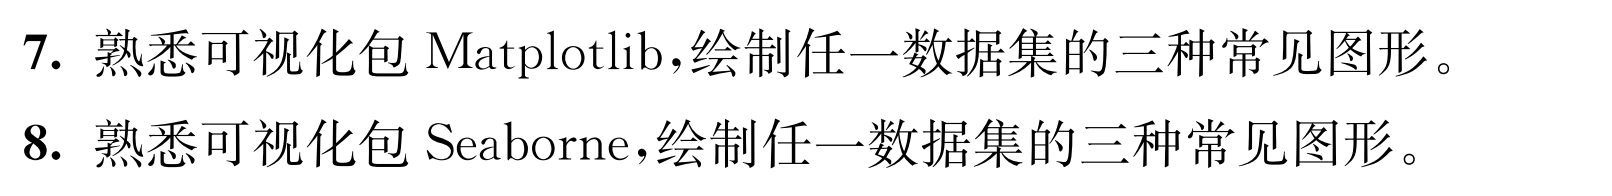 7. 熟悉可视化包 Matplotlib,绘制任一数据集的三种常见图形。
8. 熟悉可视化包 Seaborne,绘制任一数据集的三种常见图形。